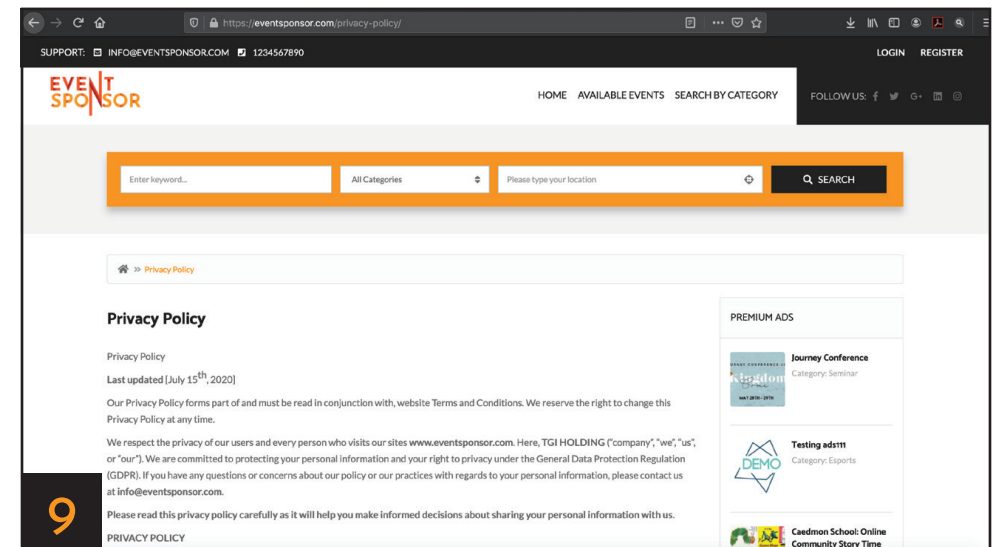 https://eventsponsor.com/privacy-policy/
SUPPORT: INFO@EVENTSPONSOR.COM 1234567890 LOGIN REGISTER
EVENT
SPONSOR
HOME AVAILABLE EVENTS SEARCH BY CATEGORY FOLLOW US:
Enter keyword... All Categories Please type your location SEARCH
Privacy Policy
Privacy Policy
Privacy Policy
Last updated [July 15th, 2020]
Our Privacy Policy forms part of and must be read in conjunction with, website Terms and Conditions. We reserve the right to change this
Privacy Policy at any time.
We respect the privacy of our users and every person who visits our sites www.eventsponsor.com. Here, TGI HOLDING ("company", "we", "us",
or "our"). We are committed to protecting your personal information and your right to privacy under the General Data Protection Regulation
(GDPR). If you have any questions or concerns about our policy or our practices with regards to your personal information, please contact us
at info@eventsponsor.com.
Please read this privacy policy carefully as it will help you make informed decisions about sharing your personal information with us.
PRIVACY POLICY
PREMIUM ADS
Kingdom
MAY 28TH - 29TH
Journey Conference
Category: Seminar
DEMO
Testing ads111
Category: Esports
Caedmon School: Online
Community Story Time
9